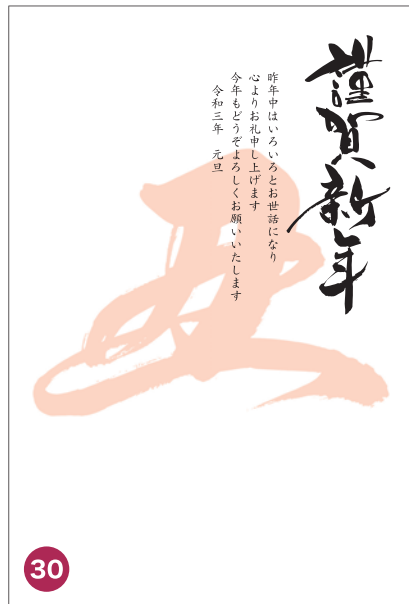 謹賀新年
昨年中はいろいろとお世話になり
心よりお礼申し上げます
今年もどうぞよろしくお願いいたします
令和三年　元旦
丑
30